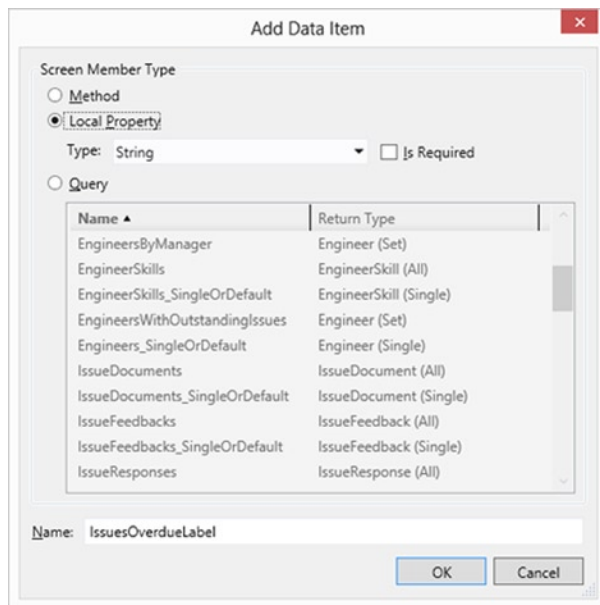 Add Data Item
Screen Member Type
Method
Local Property
Type: String Is Required
Query
Name Return Type
EngineersByManager Engineer (Set)
EngineerSkills EngineerSkill (All)
EngineerSkills_SingleOrDefault EngineerSkill (Single)
EngineersWithOutstandingIssues Engineer (Set)
Engineers_SingleOrDefault Engineer (Single)
IssueDocuments IssueDocument (All)
IssueDocuments_SingleOrDefault IssueDocument (Single)
IssueFeedbacks IssueFeedback (All)
IssueFeedbacks_SingleOrDefault IssueFeedback (Single)
IssueResponses IssueResponse (All)
Name: IssuesOverdueLabel
OK Cancel